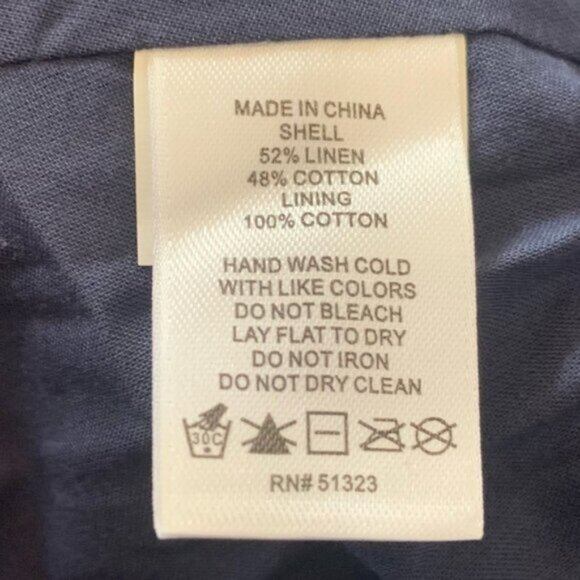 MADE IN CHINA
SHELL
52% LINEN
48% COTTON
LINING
100% COTTON
HAND WASH COLD
WITH LIKE COLORS
DO NOT BLEACH
LAY FLAT TO DRY
DO NOT IRON
DO NOT DRY CLEAN
30C
RN# 51323